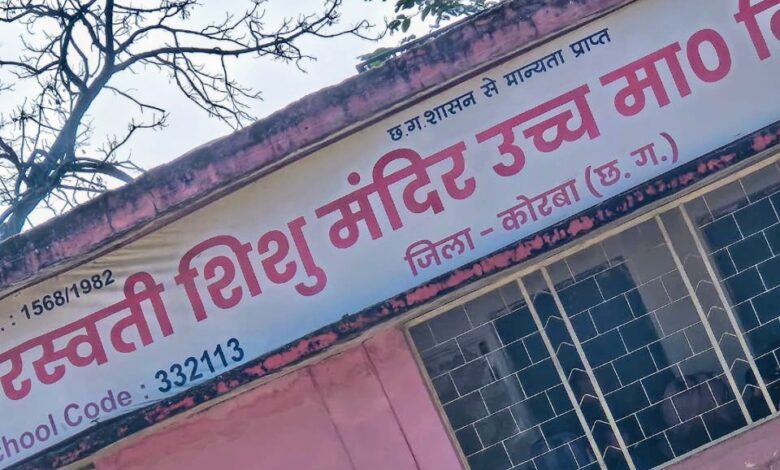 छ.ग.शासन से मान्यता प्राप्त
.: 1568/1982
रस्वती शिशु मंदिर उच्च मा0 वि
जिला - कोरबा (छ.ग.)
chool Code : 332113